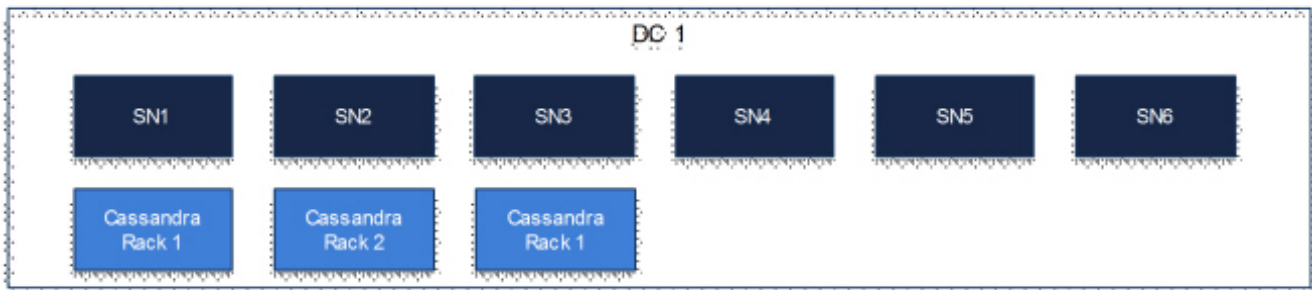 DC 1
SN1 SN2 SN3 SN4 SN5 SN6
Cassandra Cassandra Cassandra
Rack 1 Rack 2 Rack 1